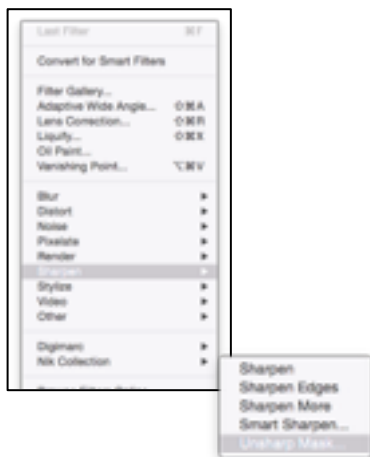 Last Filter ⌘F
Convert for Smart Filters
Filter Gallery...
Adaptive Wide Angle... ⇧⌘A
Lens Correction... ⇧⌘R
Liquify... ⇧⌘X
Oil Paint...
Vanishing Point... ⌥⌘V
Blur
Distort
Noise
Pixelate
Render
Sharpen
Stylize
Video
Other
Digimarc
Nik Collection
Sharpen
Sharpen Edges
Sharpen More
Smart Sharpen...
Unsharp Mask...